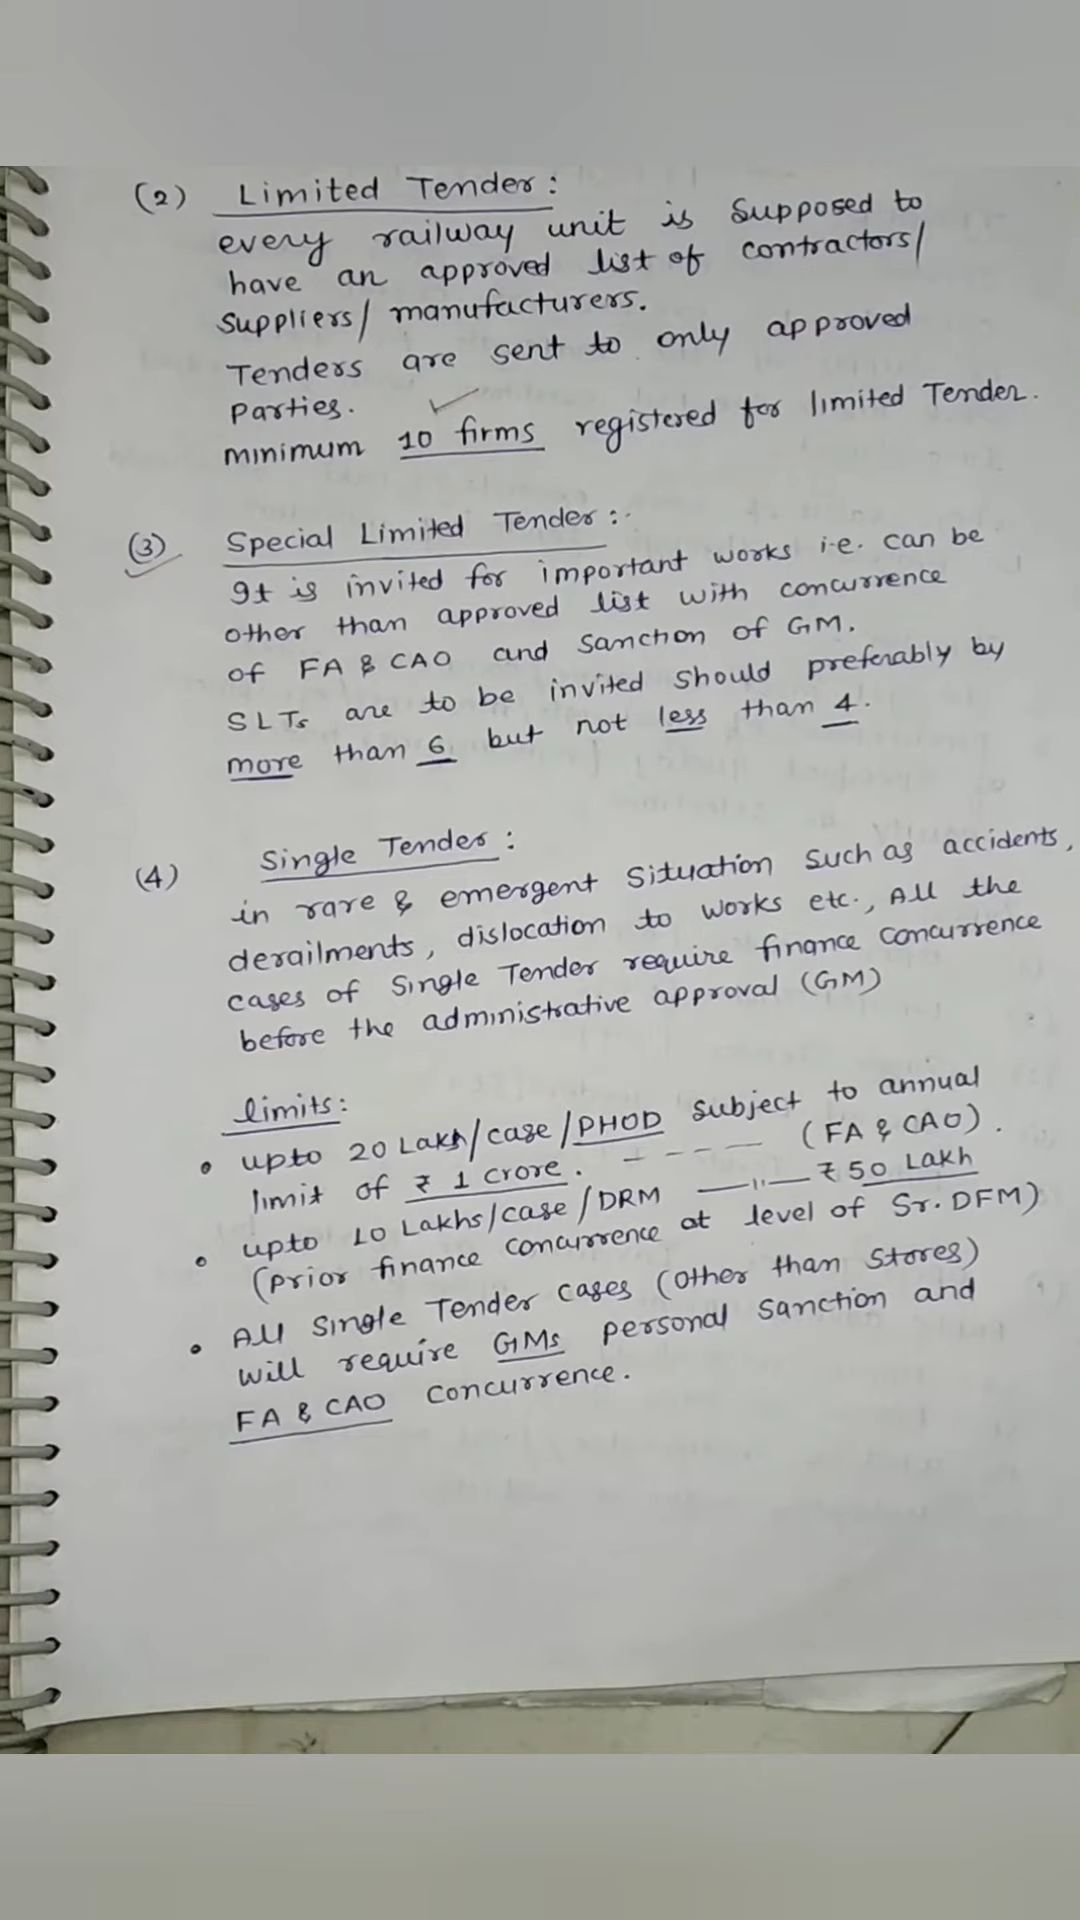 (2) Limited Tender:
every railway unit is supposed to
have an approved list of contractors/
suppliers/ manufacturers.
Tenders are sent to only approved
Parties.
minimum 10 firms registered for limited Tender.
(3) Special Limited Tender:-
It is invited for important works i.e. can be
other than approved list with concurrence
of FA & CAO and Sanction of GM.
SLTs are to be invited should preferably by
more than 6 but not less than 4.
(4) Single Tender:
in rare & emergent situation such as accidents,
derailments, dislocation to works etc., All the
cases of Single Tender require finance concurrence
before the administrative approval (GM)
limits:
• upto 20 Lakh/case/PHOD subject to annual
limit of ₹ 1 crore. - - - - (FA & CAO).
• upto 10 Lakhs/case/DRM —"— ₹ 50 Lakh
(prior finance concurrence at level of Sr. DFM)
• All Single Tender cases (other than stores)
will require GMs personal sanction and
FA & CAO concurrence.